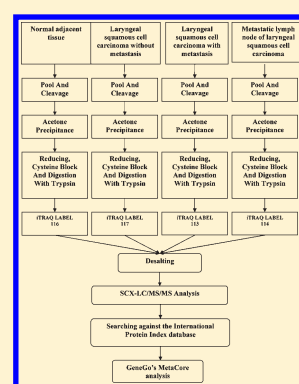 Normal adjacent
tissue
Laryngeal
squamous cell
carcinoma without
metastasis
Laryngeal
squamous cell
carcinoma with
metastasis
Metastatic lymph
node of laryngeal
squamous cell
carcinoma
Pool And
Cleavage
Pool And
Cleavage
Pool And
Cleavage
Pool And
Cleavage
Acetone
Precipitance
Acetone
Precipitance
Acetone
Precipitance
Acetone
Precipitance
Reducing,
Cysteine Block
And Digestion
With Trypsin
Reducing,
Cysteine Block
And Digestion
With Trypsin
Reducing,
Cysteine Block
And Digestion
With Trypsin
Reducing,
Cysteine Block
And Digestion
With Trypsin
iTRAQ LABEL
116
iTRAQ LABEL
117
iTRAQ LABEL
113
iTRAQ LABEL
114
Desalting
SCX-LC/MS/MS Analysis
Searching against the International
Protein Index database
GeneGo's MetaCore
analysis